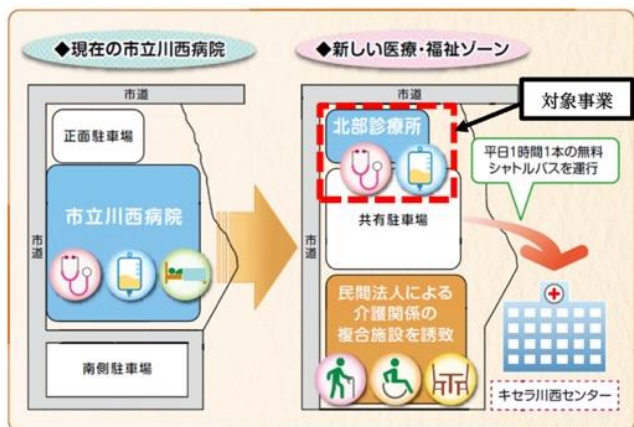 ◆現在の市立川西病院
市道
正面駐車場
市立川西病院
市道
南側駐車場
◆新しい医療・福祉ゾーン
市道
対象事業
北部診療所
平日1時間1本の無料
シャトルバスを運行
共有駐車場
市道
民間法人による
介護関係の
複合施設を誘致
キセラ川西センター